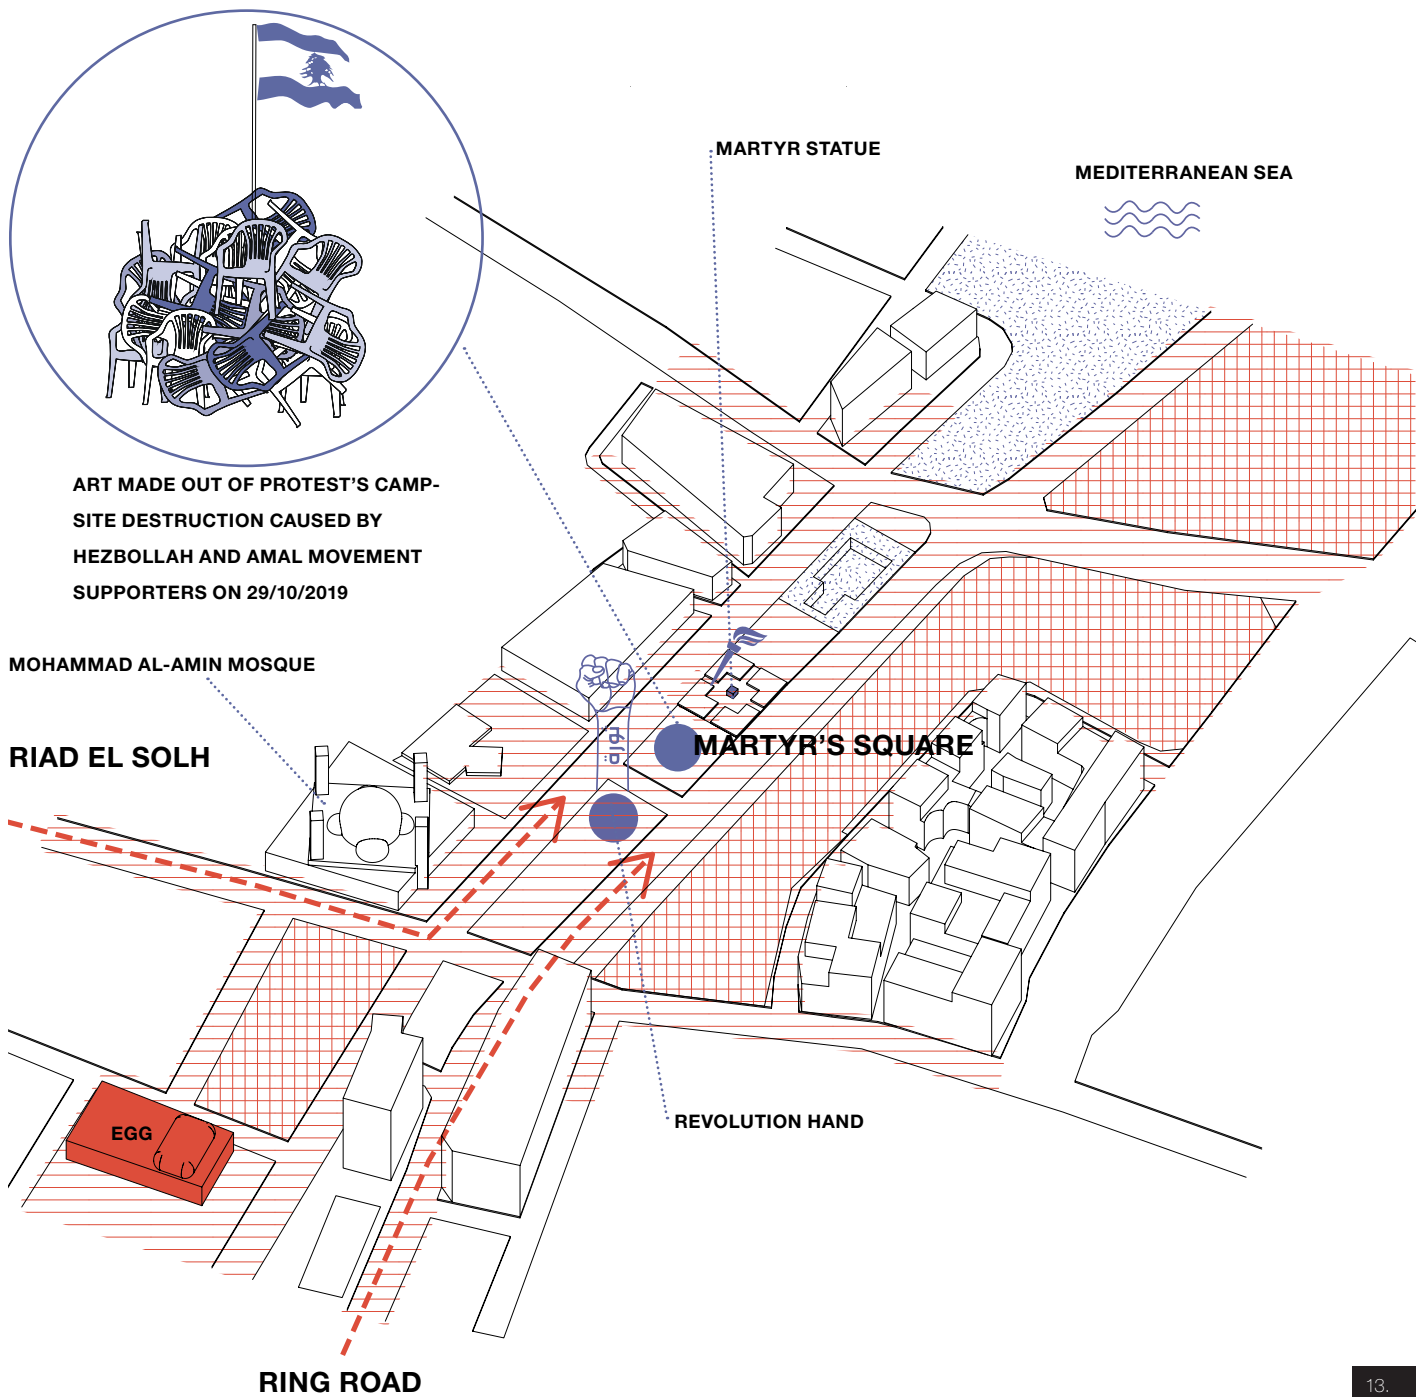 MARTYR STATUE
MEDITERRANEAN SEA
ART MADE OUT OF PROTEST'S CAMP-
SITE DESTRUCTION CAUSED BY
HEZBOLLAH AND AMAL MOVEMENT
SUPPORTERS ON 29/10/2019
MOHAMMAD AL-AMIN MOSQUE
RIAD EL SOLH
ثورة
MARTYR'S SQUARE
EGG
REVOLUTION HAND
RING ROAD
13.